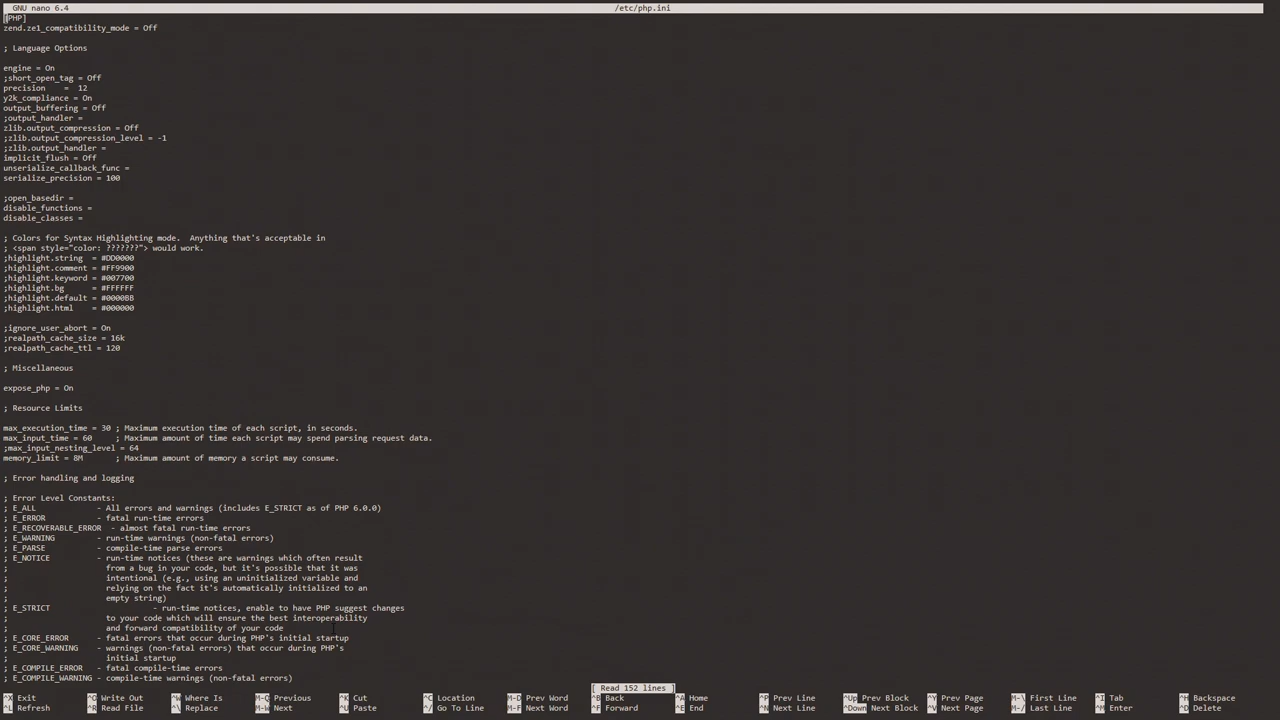 GNU nano 6.4 /etc/php.ini
[PHP]
zend.ze1_compatibility_mode = Off
; Language Options
engine = On
;short_open_tag = Off
precision    =  12
y2k_compliance = On
output_buffering = Off
;output_handler =
zlib.output_compression = Off
;zlib.output_compression_level = -1
;zlib.output_handler =
implicit_flush = Off
unserialize_callback_func =
serialize_precision = 100
;open_basedir =
disable_functions =
disable_classes =
; Colors for Syntax Highlighting mode.  Anything that's acceptable in
; <span style="color: ???????"> would work.
;highlight.string  = #DD0000
;highlight.comment = #FF9900
;highlight.keyword = #007700
;highlight.bg      = #FFFFFF
;highlight.default = #0000BB
;highlight.html    = #000000
;ignore_user_abort = On
;realpath_cache_size = 16k
;realpath_cache_ttl = 120
; Miscellaneous
expose_php = On
; Resource Limits
max_execution_time = 30 ; Maximum execution time of each script, in seconds.
max_input_time = 60     ; Maximum amount of time each script may spend parsing request data.
;max_input_nesting_level = 64
memory_limit = 8M       ; Maximum amount of memory a script may consume.
; Error handling and logging
; Error Level Constants:
; E_ALL             - All errors and warnings (includes E_STRICT as of PHP 6.0.0)
; E_ERROR           - fatal run-time errors
; E_RECOVERABLE_ERROR  - almost fatal run-time errors
; E_WARNING         - run-time warnings (non-fatal errors)
; E_PARSE           - compile-time parse errors
; E_NOTICE          - run-time notices (these are warnings which often result
;                     from a bug in your code, but it's possible that it was
;                     intentional (e.g., using an uninitialized variable and
;                     relying on the fact it's automatically initialized to an
;                     empty string)
; E_STRICT                    - run-time notices, enable to have PHP suggest changes
;                     to your code which will ensure the best interoperability
;                     and forward compatibility of your code
; E_CORE_ERROR      - fatal errors that occur during PHP's initial startup
; E_CORE_WARNING    - warnings (non-fatal errors) that occur during PHP's
;                     initial startup
; E_COMPILE_ERROR   - fatal compile-time errors
; E_COMPILE_WARNING - compile-time warnings (non-fatal errors)
[ Read 152 lines ]
^X Exit ^O Write Out ^W Where Is M-Q Previous ^K Cut ^C Location M-D Prev Word ^B Back ^A Home ^P Prev Line ^Up Prev Block ^Y Prev Page M-\ First Line ^I Tab ^H Backspace
^L Refresh ^R Read File ^\ Replace M-W Next ^U Paste ^/ Go To Line M-F Next Word ^F Forward ^E End ^N Next Line ^Down Next Block ^V Next Page M-/ Last Line ^M Enter ^D Delete